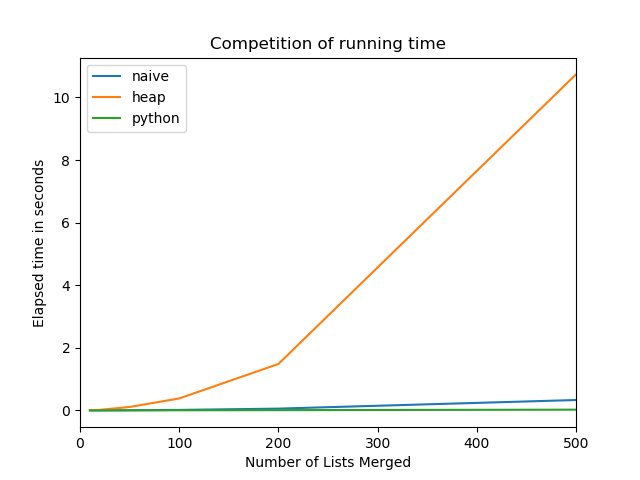 Competition of running time
naive
heap
python
10
8
6
4
2
0
0 100 200 300 400 500
Elapsed time in seconds
Number of Lists Merged